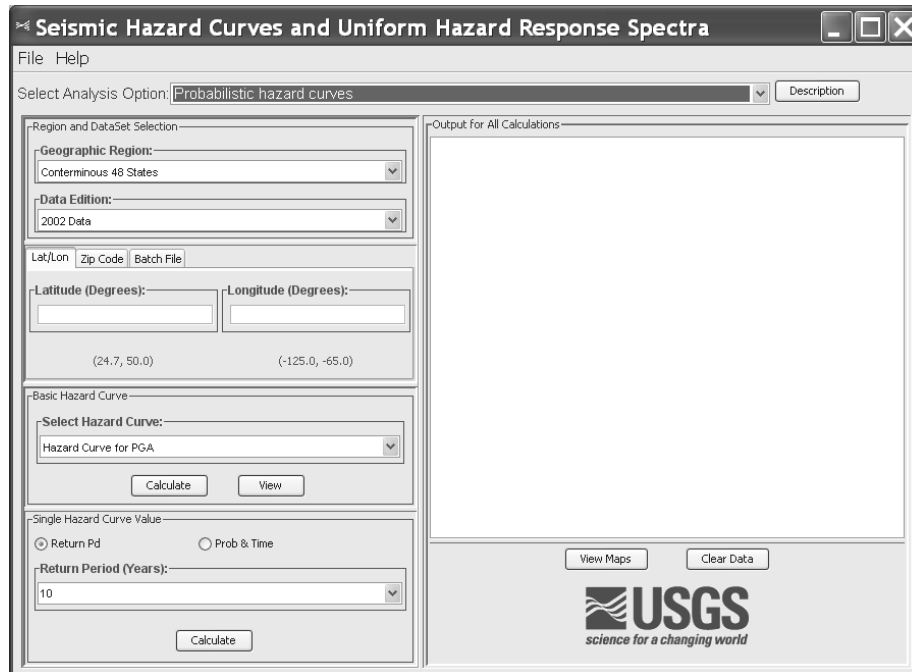 Seismic Hazard Curves and Uniform Hazard Response Spectra
File Help
Select Analysis Option: Probabilistic hazard curves
Description
Region and DataSet Selection
Geographic Region:
Conterminous 48 States
Data Edition:
2002 Data
Lat/Lon Zip Code Batch File
Latitude (Degrees): Longitude (Degrees):
(24.7, 50.0) (-125.0, -65.0)
Basic Hazard Curve
Select Hazard Curve:
Hazard Curve for PGA
Calculate View
Single Hazard Curve Value
Return Pd Prob & Time
Return Period (Years):
10
Calculate
Output for All Calculations
View Maps Clear Data
USGS
science for a changing world